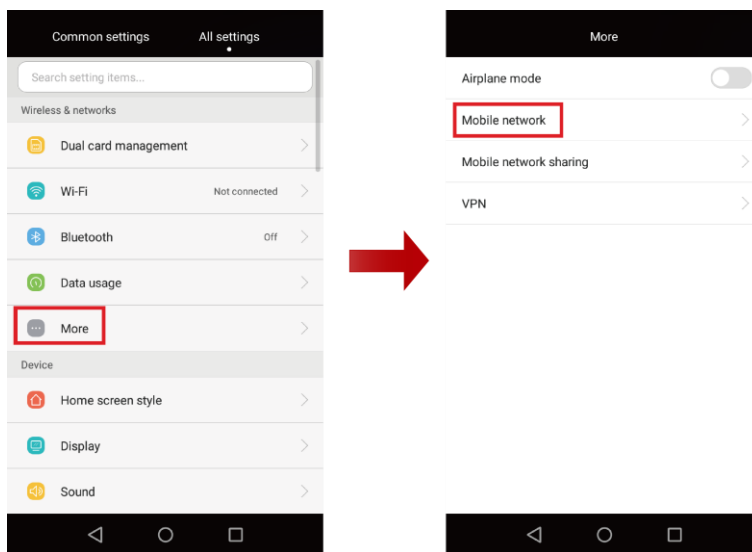 Common settings
All settings
Search setting items...
Wireless & networks
Dual card management
Wi-Fi
Not connected
Bluetooth
Off
Data usage
More
Device
Home screen style
Display
Sound
More
Airplane mode
Mobile network
Mobile network sharing
VPN